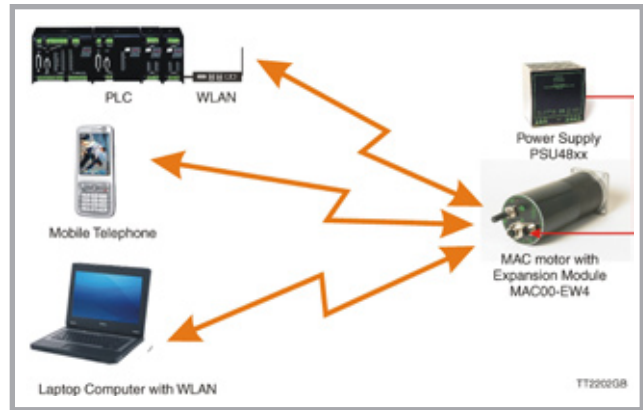 PLC
WLAN
Power Supply
PSU48xx
Mobile Telephone
MAC motor with
Expansion Module
MAC00-EW4
Laptop Computer with WLAN
TT2202GB